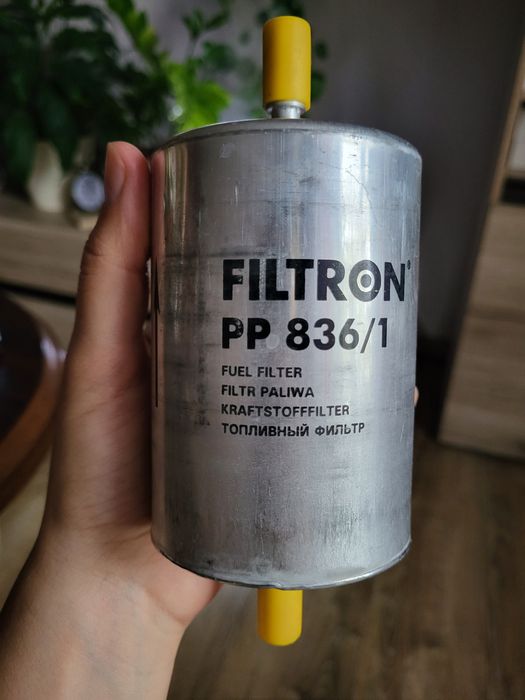 FILTRON®
PP 836/1
FUEL FILTER
FILTR PALIWA
KRAFTSTOFFFILTER
ТОПЛИВНЫЙ ФИЛЬТР